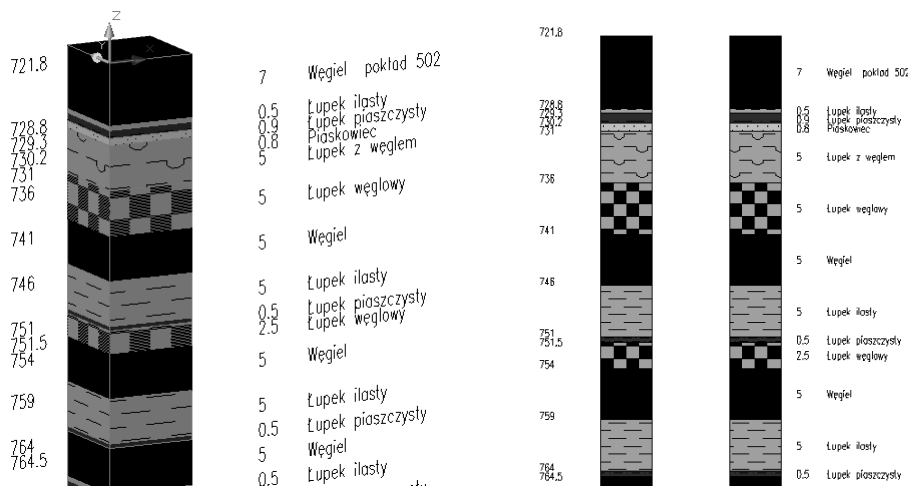 Z
Y
X
721.8
7 Węgiel pokład 502
0.5 Łupek ilasty
728.8
0.9 Łupek piaszczysty
729.3
0.8 Piaskowiec
730.2
5 Łupek z węglem
731
736
5 Łupek węglowy
741
5 Węgiel
746
5 Łupek ilasty
0.5 Łupek piaszczysty
751
2.5 Łupek węglowy
751.5
754
5 Węgiel
759
5 Łupek ilasty
0.5 Łupek piaszczysty
764
5 Węgiel
764.5
0.5 Łupek ilasty
721.8
7 Węgiel pokład 502
728.8
0.5 Łupek ilasty
729.3
0.9 Łupek piaszczysty
730.2
0.8 Piaskowiec
731
5 Łupek z węglem
736
5 Łupek węglowy
741
5 Węgiel
746
5 Łupek ilasty
751
0.5 Łupek piaszczysty
751.5
2.5 Łupek węglowy
754
5 Węgiel
759
5 Łupek ilasty
764
0.5 Łupek piaszczysty
764.5